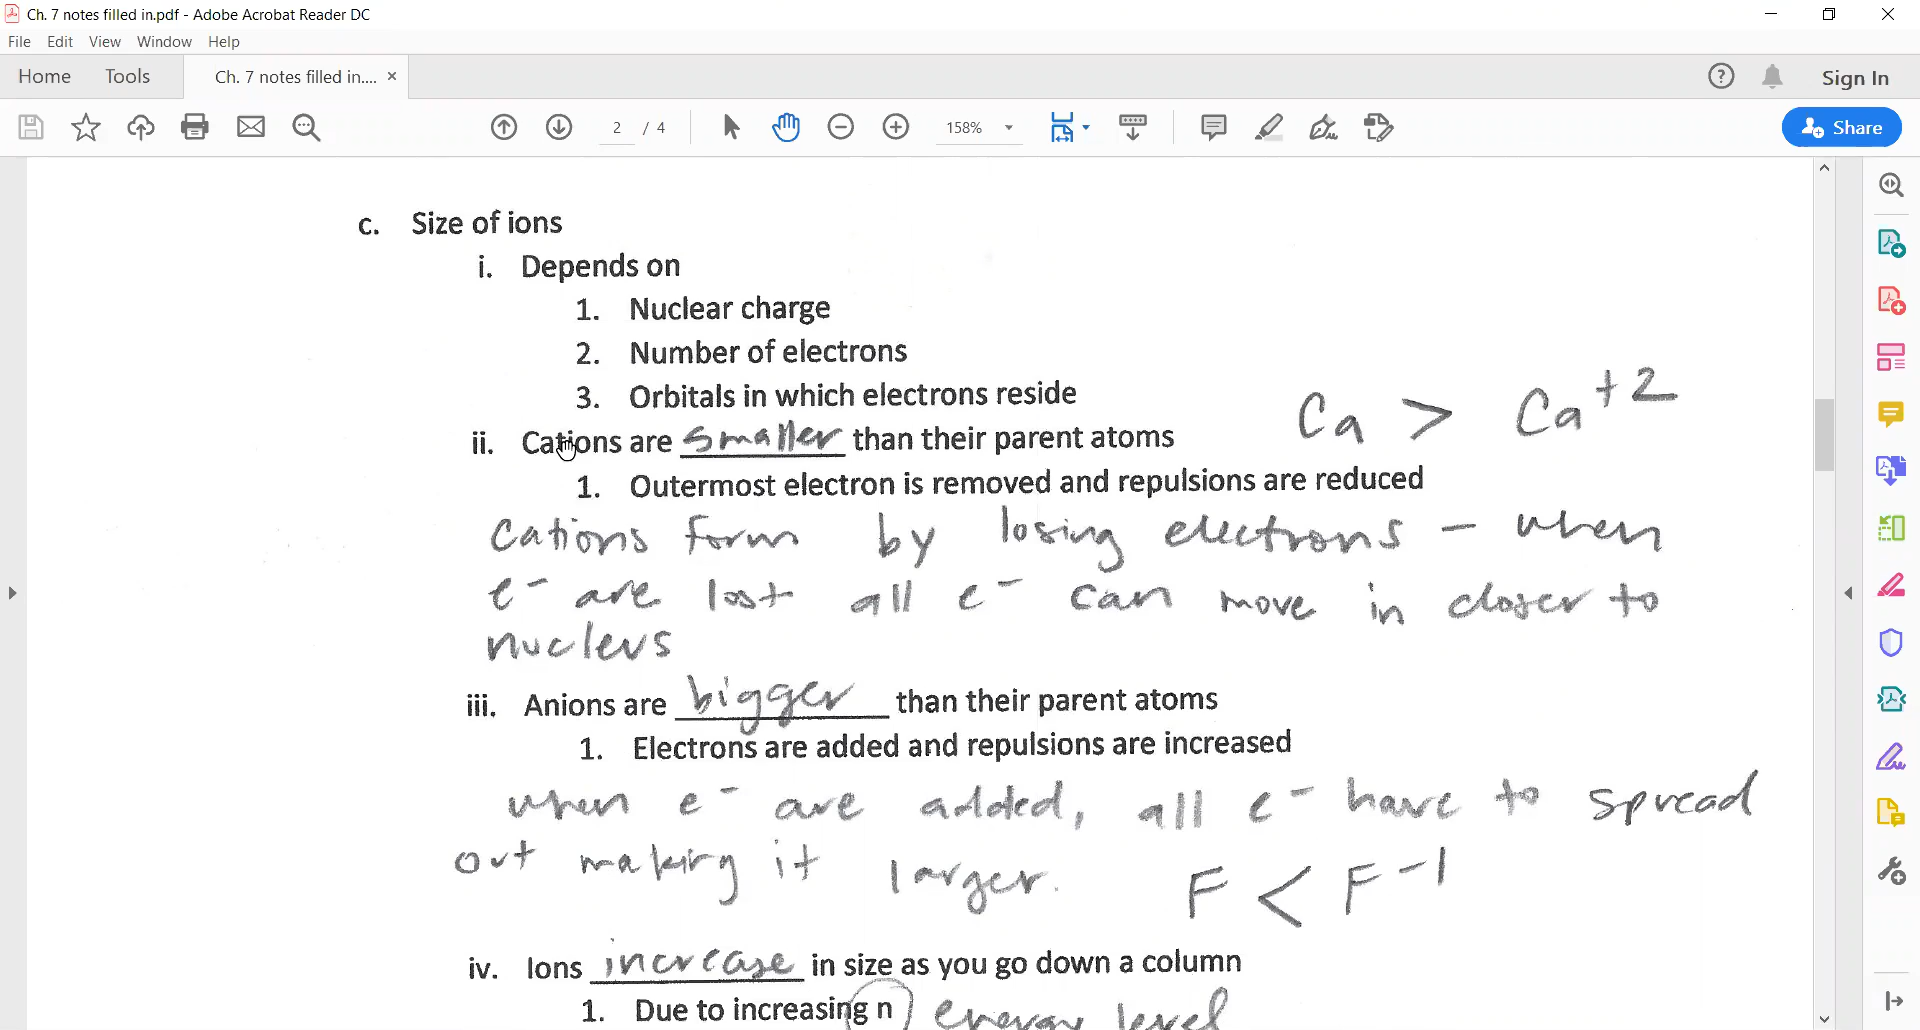 Ch. 7 notes filled in.pdf - Adobe Acrobat Reader DC
File Edit View Window Help
Home Tools Ch. 7 notes filled in.... × Sign In
2 / 4 158% Share
c. Size of ions
i. Depends on
1. Nuclear charge
2. Number of electrons
3. Orbitals in which electrons reside
Ca > Ca+2
ii. Cations are smaller than their parent atoms
1. Outermost electron is removed and repulsions are reduced
Cations form by losing electrons - when
e- are lost all e- can move in closer to
nucleus
iii. Anions are bigger than their parent atoms
1. Electrons are added and repulsions are increased
when e- are added, all e- have to spread
out making it larger. F < F-1
iv. Ions increase in size as you go down a column
1. Due to increasing n energy level